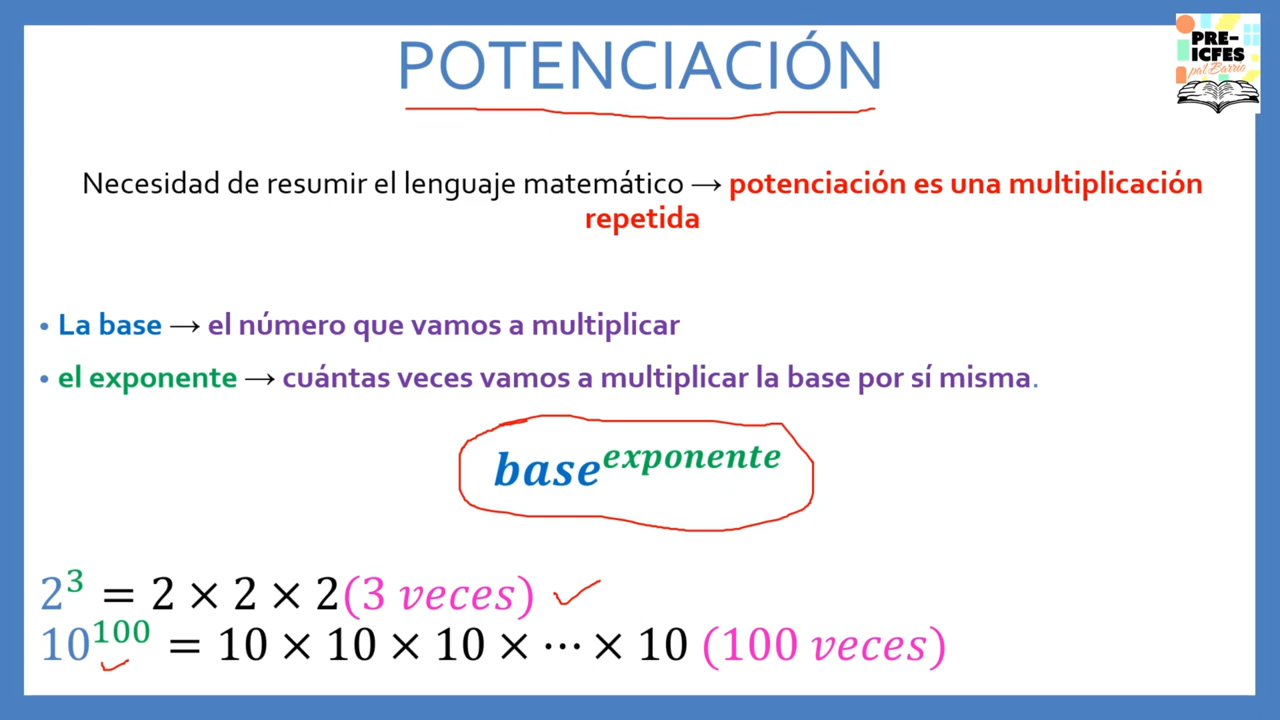 PRE-
ICFES
pal Barrio
POTENCIACIÓN
Necesidad de resumir el lenguaje matemático → potenciación es una multiplicación
repetida
• La base → el número que vamos a multiplicar
• el exponente → cuántas veces vamos a multiplicar la base por sí misma.
base^exponente
2³ = 2 × 2 × 2(3 veces)
10¹⁰⁰ = 10 × 10 × 10 × ⋯ × 10 (100 veces)